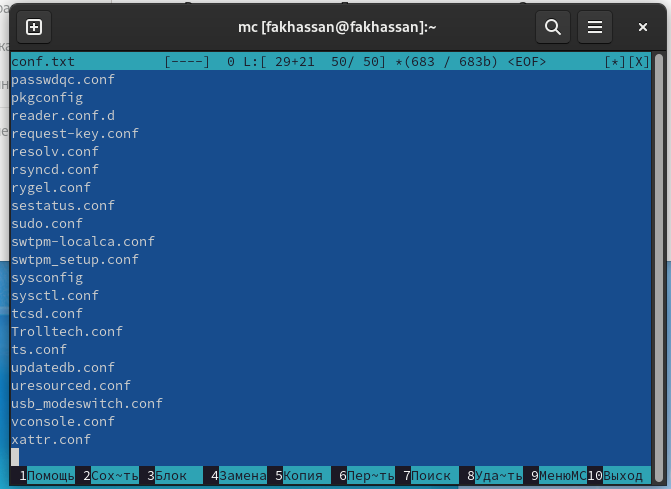 mc [fakhassan@fakhassan]:~
conf.txt [----] 0 L:[ 29+21 50/ 50] *(683 / 683b) <EOF> [*][X]
passwdqc.conf
pkgconfig
reader.conf.d
request-key.conf
resolv.conf
rsyncd.conf
rygel.conf
sestatus.conf
sudo.conf
swtpm-localca.conf
swtpm_setup.conf
sysconfig
sysctl.conf
tcsd.conf
Trolltech.conf
ts.conf
updatedb.conf
uresourced.conf
usb_modeswitch.conf
vconsole.conf
xattr.conf
1Помощь 2Сох~ть 3Блок 4Замена 5Копия 6Пер~ть 7Поиск 8Уда~ть 9МенюMC10Выход